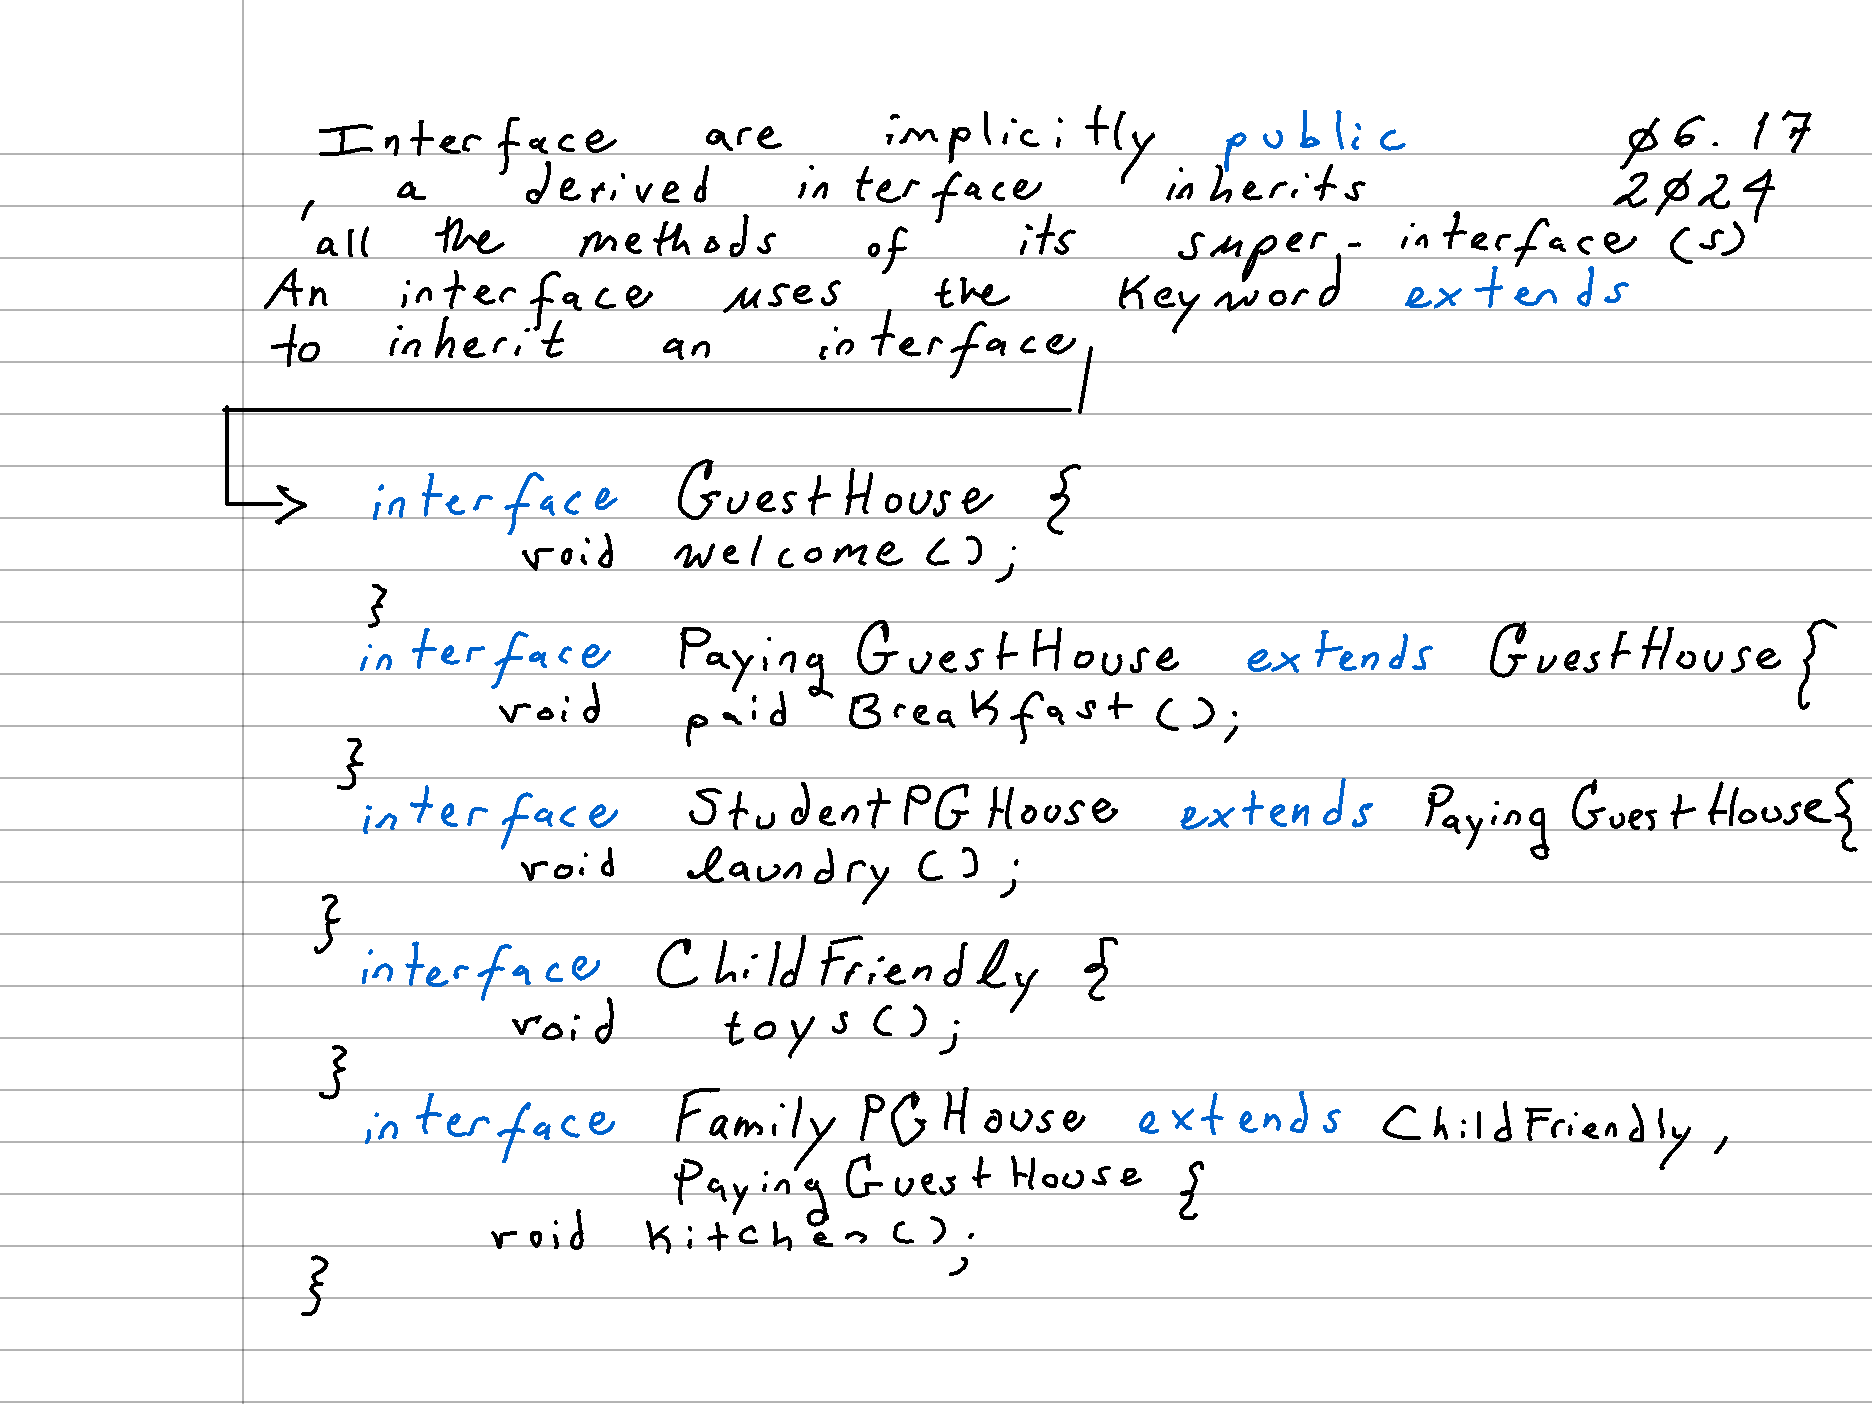 Interface are implicitly public
06.17
, a derived interface inherits
2024
all the methods of its super-interface(s)
An interface uses the keyword extends
to inherit an interface,
interface GuestHouse {
void welcome();
}
interface PayingGuestHouse extends GuestHouse{
void paidBreakfast();
}
interface StudentPGHouse extends PayingGuestHouse{
void laundry();
}
interface ChildFriendly {
void toys();
}
interface FamilyPGHouse extends ChildFriendly,
PayingGuestHouse {
void kitchen();
}